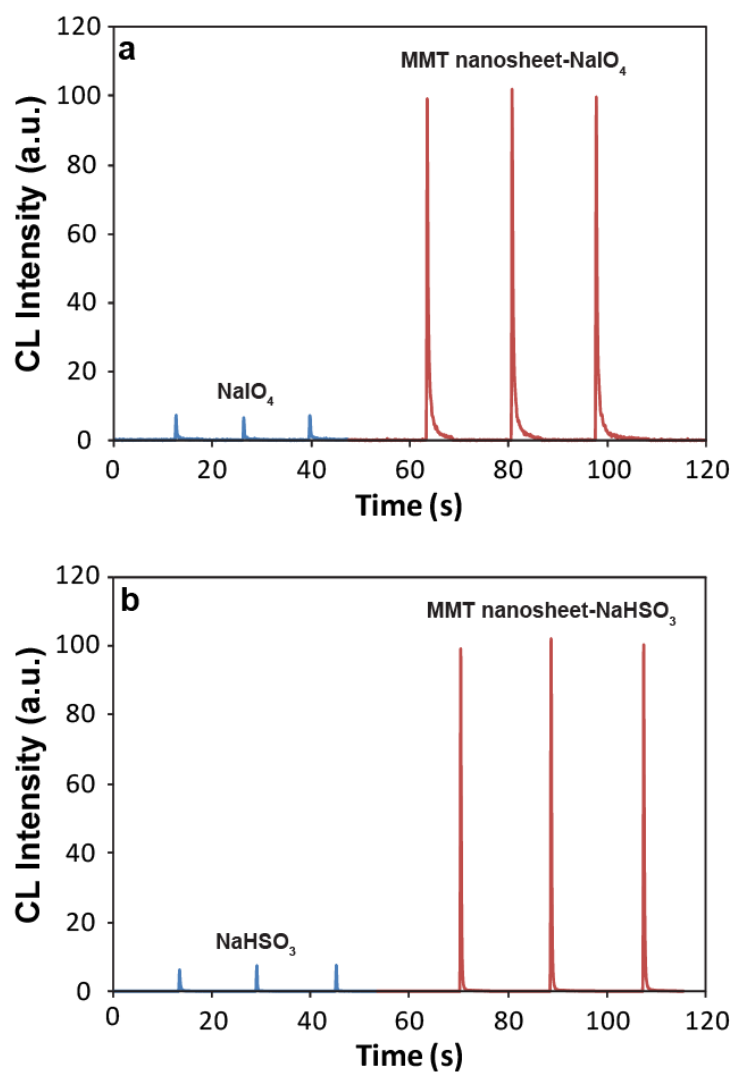 a
MMT nanosheet-NaIO₄
NaIO₄
CL Intensity (a.u.)
120
100
80
60
40
20
0
0 20 40 60 80 100 120
Time (s)
b
MMT nanosheet-NaHSO₃
NaHSO₃
CL Intensity (a.u.)
120
100
80
60
40
20
0
0 20 40 60 80 100 120
Time (s)